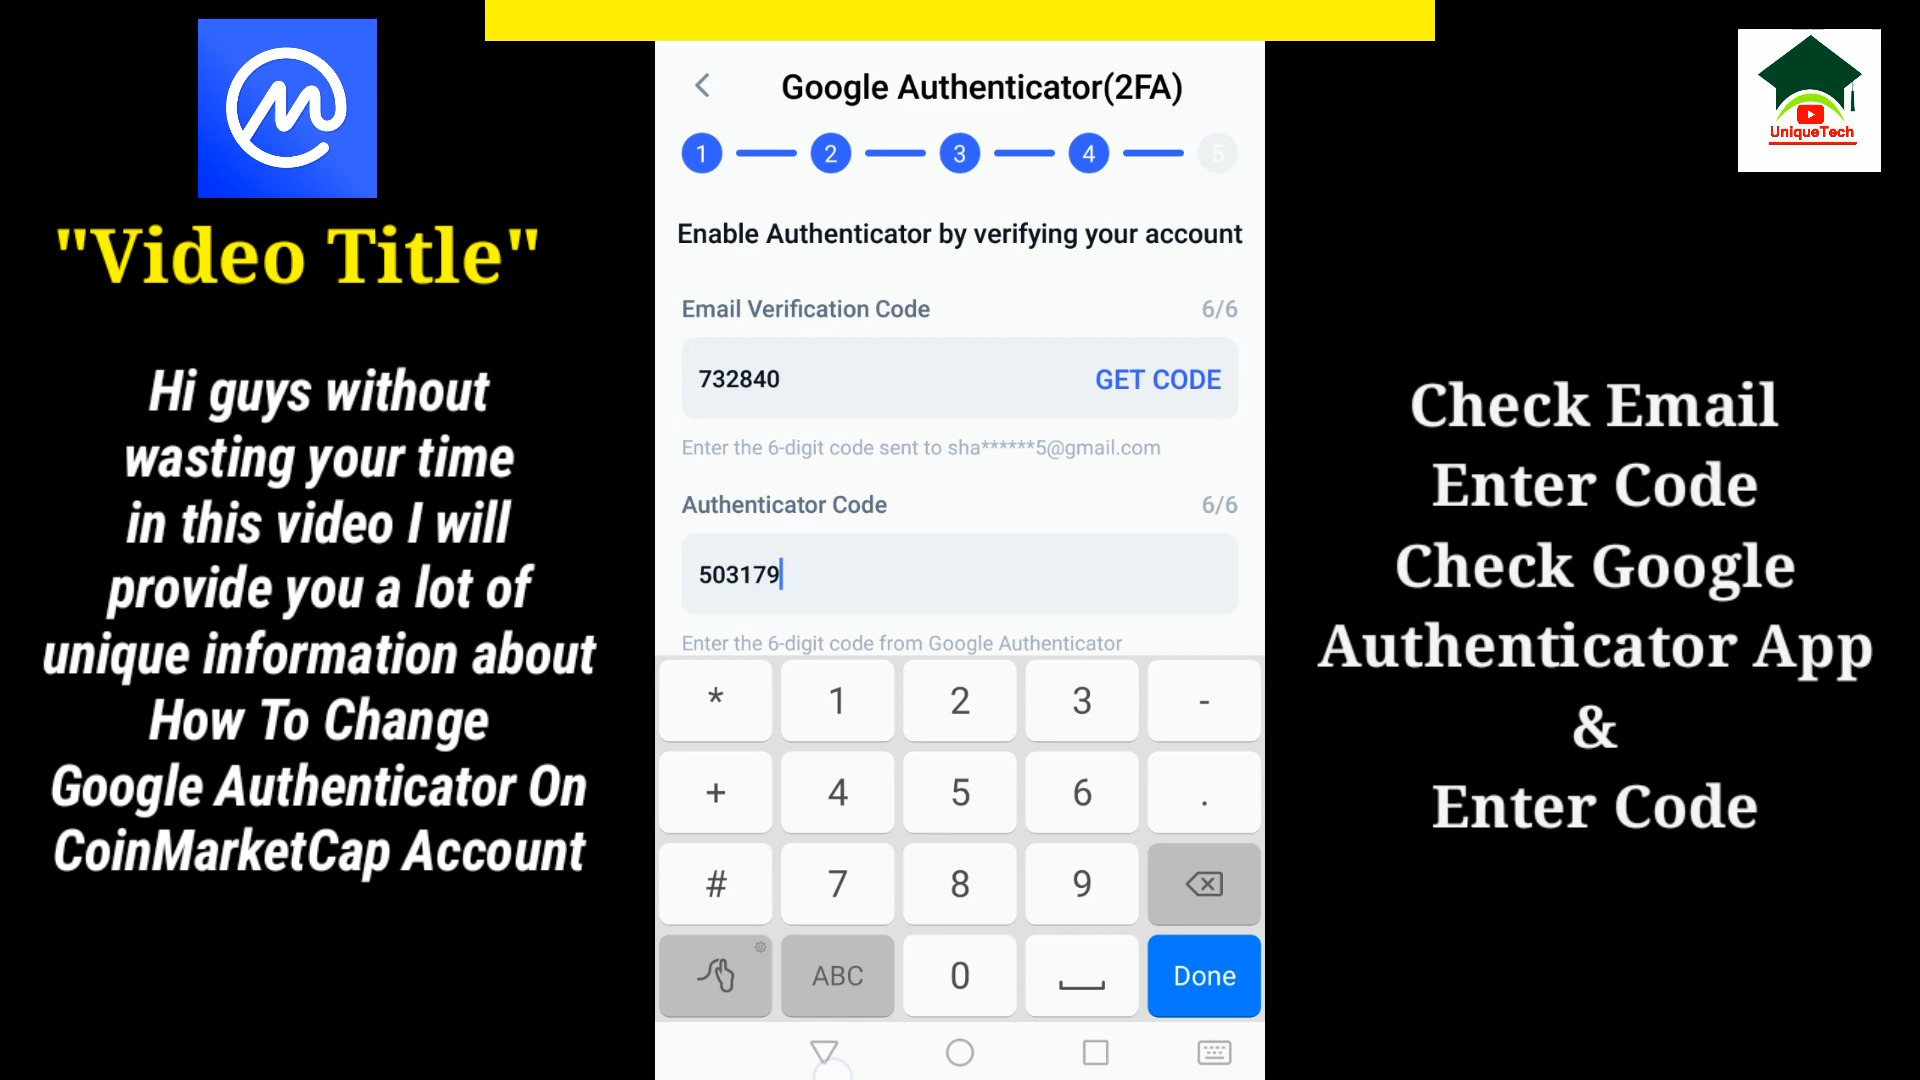 "Video Title"
Hi guys without
wasting your time
in this video I will
provide you a lot of
unique information about
How To Change
Google Authenticator On
CoinMarketCap Account
Google Authenticator(2FA)
1 2 3 4 5
Enable Authenticator by verifying your account
Email Verification Code 6/6
732840 GET CODE
Enter the 6-digit code sent to sha******5@gmail.com
Authenticator Code 6/6
503179
Enter the 6-digit code from Google Authenticator
* 1 2 3 -
+ 4 5 6 .
# 7 8 9
ABC 0 Done
UniqueTech
Check Email
Enter Code
Check Google
Authenticator App
&
Enter Code